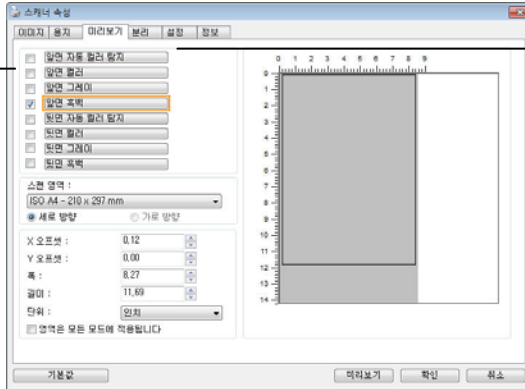 스캐너 속성
이미지 용지 미리보기 분리 설정 정보
앞면 자동 컬러 탐지
앞면 컬러
앞면 그레이
앞면 흑백
뒷면 자동 컬러 탐지
뒷면 컬러
뒷면 그레이
뒷면 흑백
스캔 영역 :
ISO A4 - 210 x 297 mm
세로 방향 가로 방향
X 오프셋 : 0,12
Y 오프셋 : 0,00
폭 : 8,27
길이 : 11,69
단위 : 인치
영역은 모든 모드에 적용됩니다
0 1 2 3 4 5 6 7 8 9
0
1
2
3
4
5
6
7
8
9
10
11
12
13
14
기본값 미리보기 확인 취소